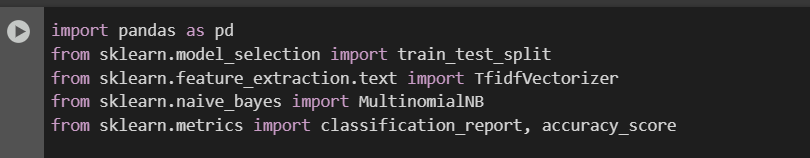 import pandas as pd
from sklearn.model_selection import train_test_split
from sklearn.feature_extraction.text import TfidfVectorizer
from sklearn.naive_bayes import MultinomialNB
from sklearn.metrics import classification_report, accuracy_score